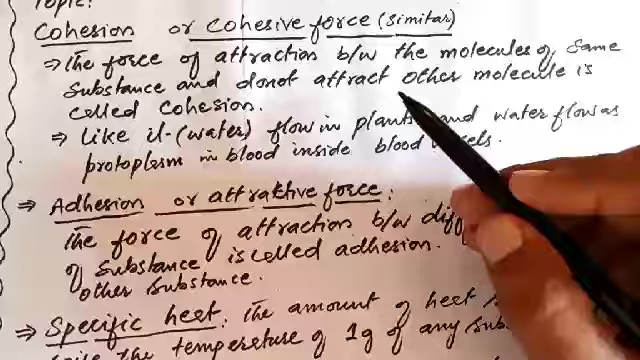 Topic:
Cohesion or cohesive force (similar)
⇒ The force of attraction b/w the molecules of same
substance and donot attract other molecule is
called Cohesion.
⇒ Like it (water) flow in plants and water flow as
protoplesm in blood inside blood
⇒ Adhesion or attraktive force:
The force of attraction b/w
of substance is called adhesion.
other substance.
⇒ Specific heat: The amount of heat
the temperature of 1g of any